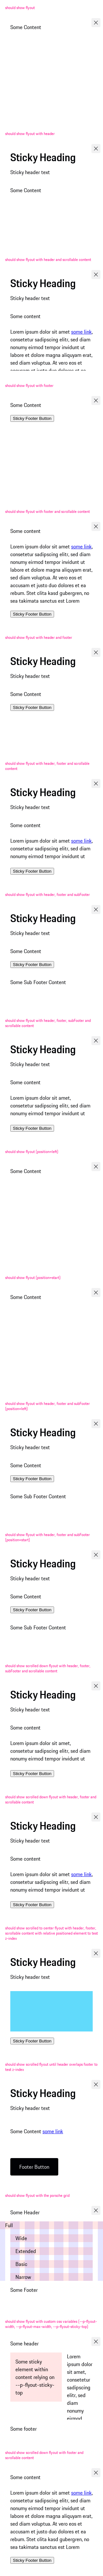 should show flyout
Some Content
should show flyout with header
Sticky Heading
Sticky header text
Some Content
should show flyout with header and scrollable content
Sticky Heading
Sticky header text
Some content
Lorem ipsum dolor sit amet some link,
consetetur sadipscing elitr, sed diam
nonumy eirmod tempor invidunt ut
labore et dolore magna aliquyam erat,
sed diam voluptua. At vero eos et
should show flyout with footer
Some Content
Sticky Footer Button
should show flyout with footer and scrollable content
Some content
Lorem ipsum dolor sit amet some link,
consetetur sadipscing elitr, sed diam
nonumy eirmod tempor invidunt ut
labore et dolore magna aliquyam erat,
sed diam voluptua. At vero eos et
accusam et justo duo dolores et ea
rebum. Stet clita kasd gubergren, no
sea takimata sanctus est Lorem
Sticky Footer Button
should show flyout with header and footer
Sticky Heading
Sticky header text
Some Content
Sticky Footer Button
should show flyout with header, footer and scrollable
content
Sticky Heading
Sticky header text
Some content
Lorem ipsum dolor sit amet some link,
consetetur sadipscing elitr, sed diam
nonumy eirmod tempor invidunt ut
Sticky Footer Button
should show flyout with header, footer and subFooter
Sticky Heading
Sticky header text
Some Content
Sticky Footer Button
Some Sub Footer Content
should show flyout with header, footer, subFooter and
scrollable content
Sticky Heading
Sticky header text
Some content
Lorem ipsum dolor sit amet,
consetetur sadipscing elitr, sed diam
nonumy eirmod tempor invidunt ut
Sticky Footer Button
should show flyout (position=left)
Some Content
should show flyout (position=start)
Some Content
should show flyout with header, footer and subFooter
(position=left)
Sticky Heading
Sticky header text
Some Content
Sticky Footer Button
Some Sub Footer Content
should show flyout with header, footer and subFooter
(position=start)
Sticky Heading
Sticky header text
Some Content
Sticky Footer Button
Some Sub Footer Content
should show scrolled down flyout with header, footer,
subFooter and scrollable content
Sticky Heading
Sticky header text
Some content
Lorem ipsum dolor sit amet,
consetetur sadipscing elitr, sed diam
nonumy eirmod tempor invidunt ut
Sticky Footer Button
should show scrolled down flyout with header, footer and
scrollable content
Sticky Heading
Sticky header text
Some content
Lorem ipsum dolor sit amet some link,
consetetur sadipscing elitr, sed diam
nonumy eirmod tempor invidunt ut
Sticky Footer Button
should show scrolled to center flyout with header, footer,
scrollable content with relative positioned element to test
z-index
Sticky Heading
Sticky header text
Sticky Footer Button
should show scrolled flyout until header overlaps footer to
test z-index
Sticky Heading
Sticky header text
Some Content some link
Footer Button
should show flyout with the porsche grid
Some Header
Full
Wide
Extended
Basic
Narrow
Some Footer
should show flyout with custom css variables (--p-flyout-
width, --p-flyout-max-width, --p-flyout-sticky-top)
Some header
Some sticky
element within
content relying on
--p-flyout-sticky-
top
Lorem
ipsum dolor
sit amet,
consetetur
sadipscing
elitr, sed
diam
nonumy
eirmod
Some footer
should show scrolled down flyout with footer and
scrollable content
Some content
Lorem ipsum dolor sit amet some link,
consetetur sadipscing elitr, sed diam
nonumy eirmod tempor invidunt ut
labore et dolore magna aliquyam erat,
sed diam voluptua. At vero eos et
accusam et justo duo dolores et ea
rebum. Stet clita kasd gubergren, no
sea takimata sanctus est Lorem
Sticky Footer Button